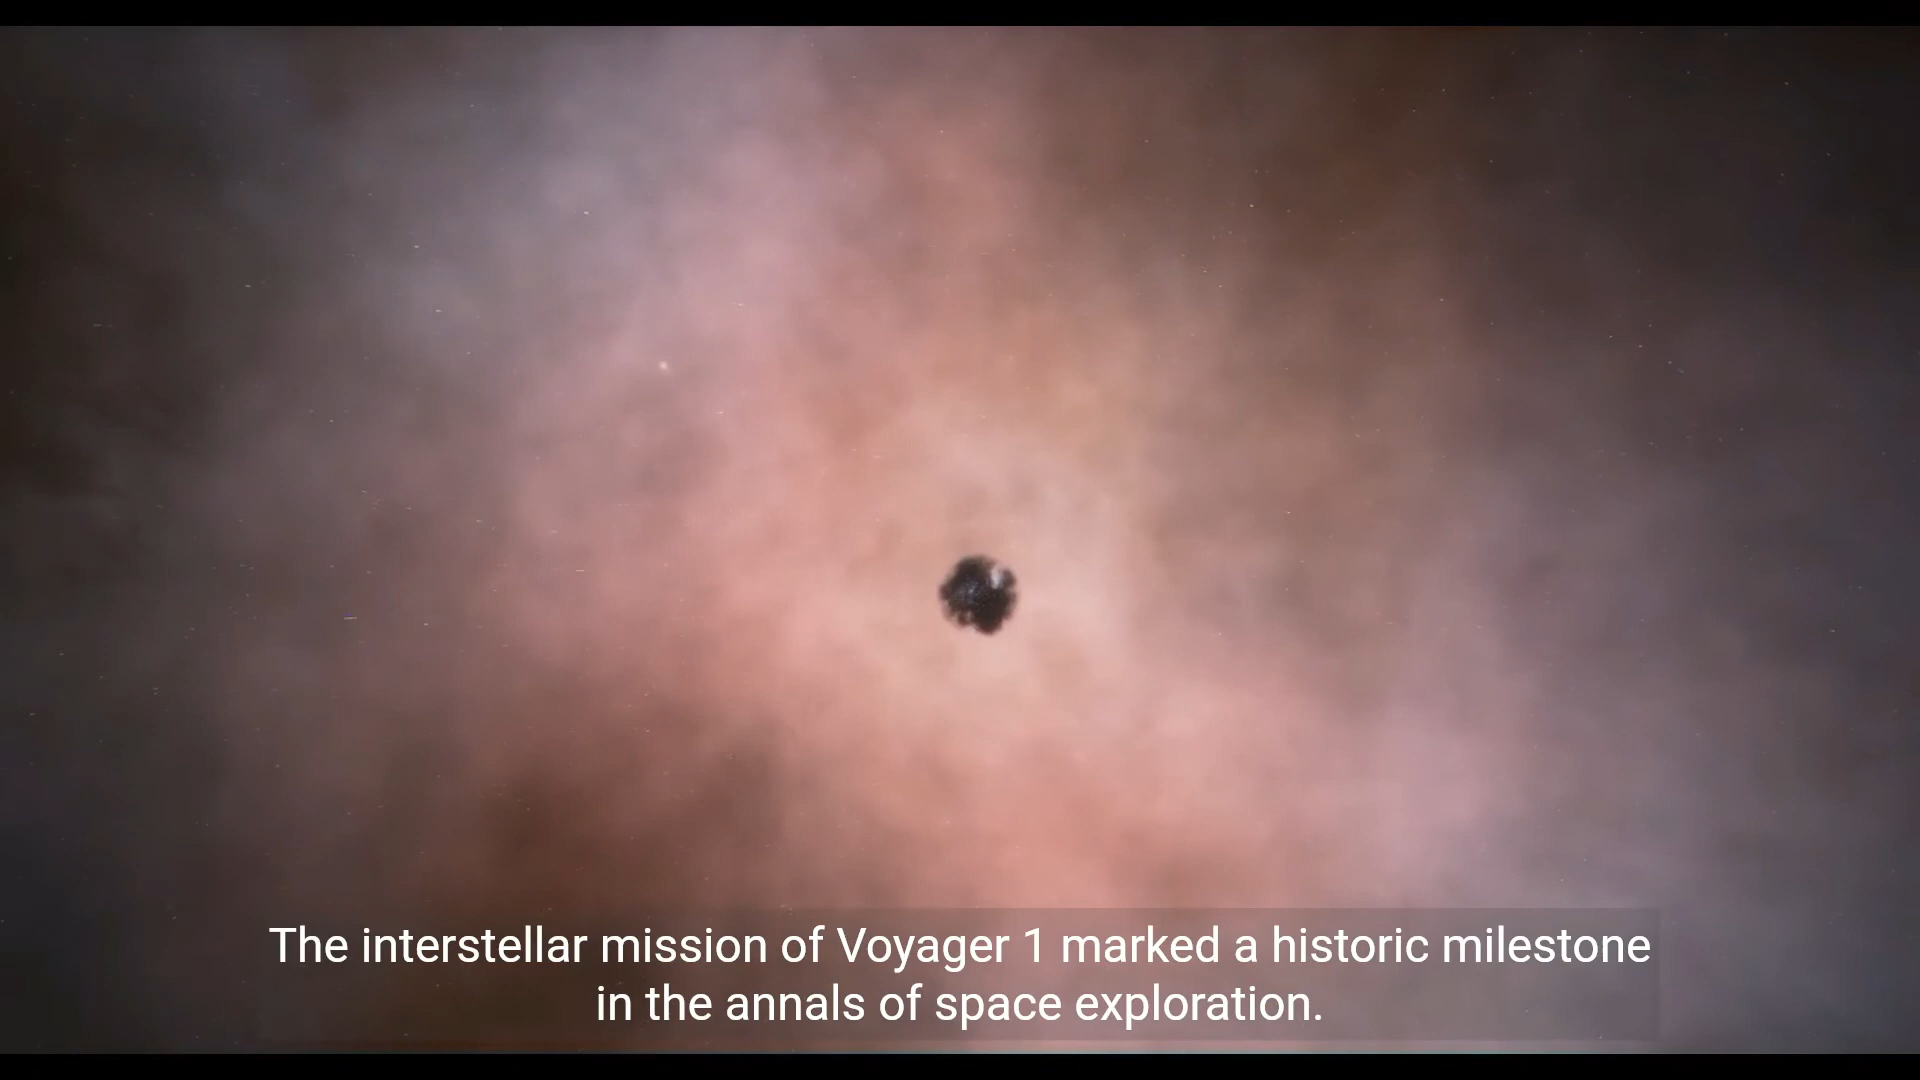 The interstellar mission of Voyager 1 marked a historic milestone
in the annals of space exploration.